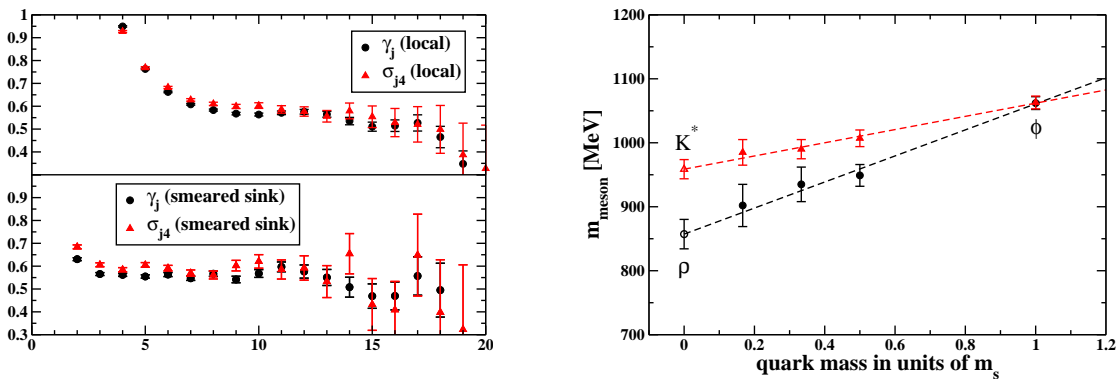 1
0.9
0.8
0.7
0.6
0.5
0.4
γj (local)
σj4 (local)
0.9
0.8
0.7
0.6
0.5
0.4
0.3
γj (smeared sink)
σj4 (smeared sink)
0 5 10 15 20
1200
1100
1000
900
800
700
mmeson [MeV]
K*
ρ
ϕ
0 0.2 0.4 0.6 0.8 1 1.2
quark mass in units of ms